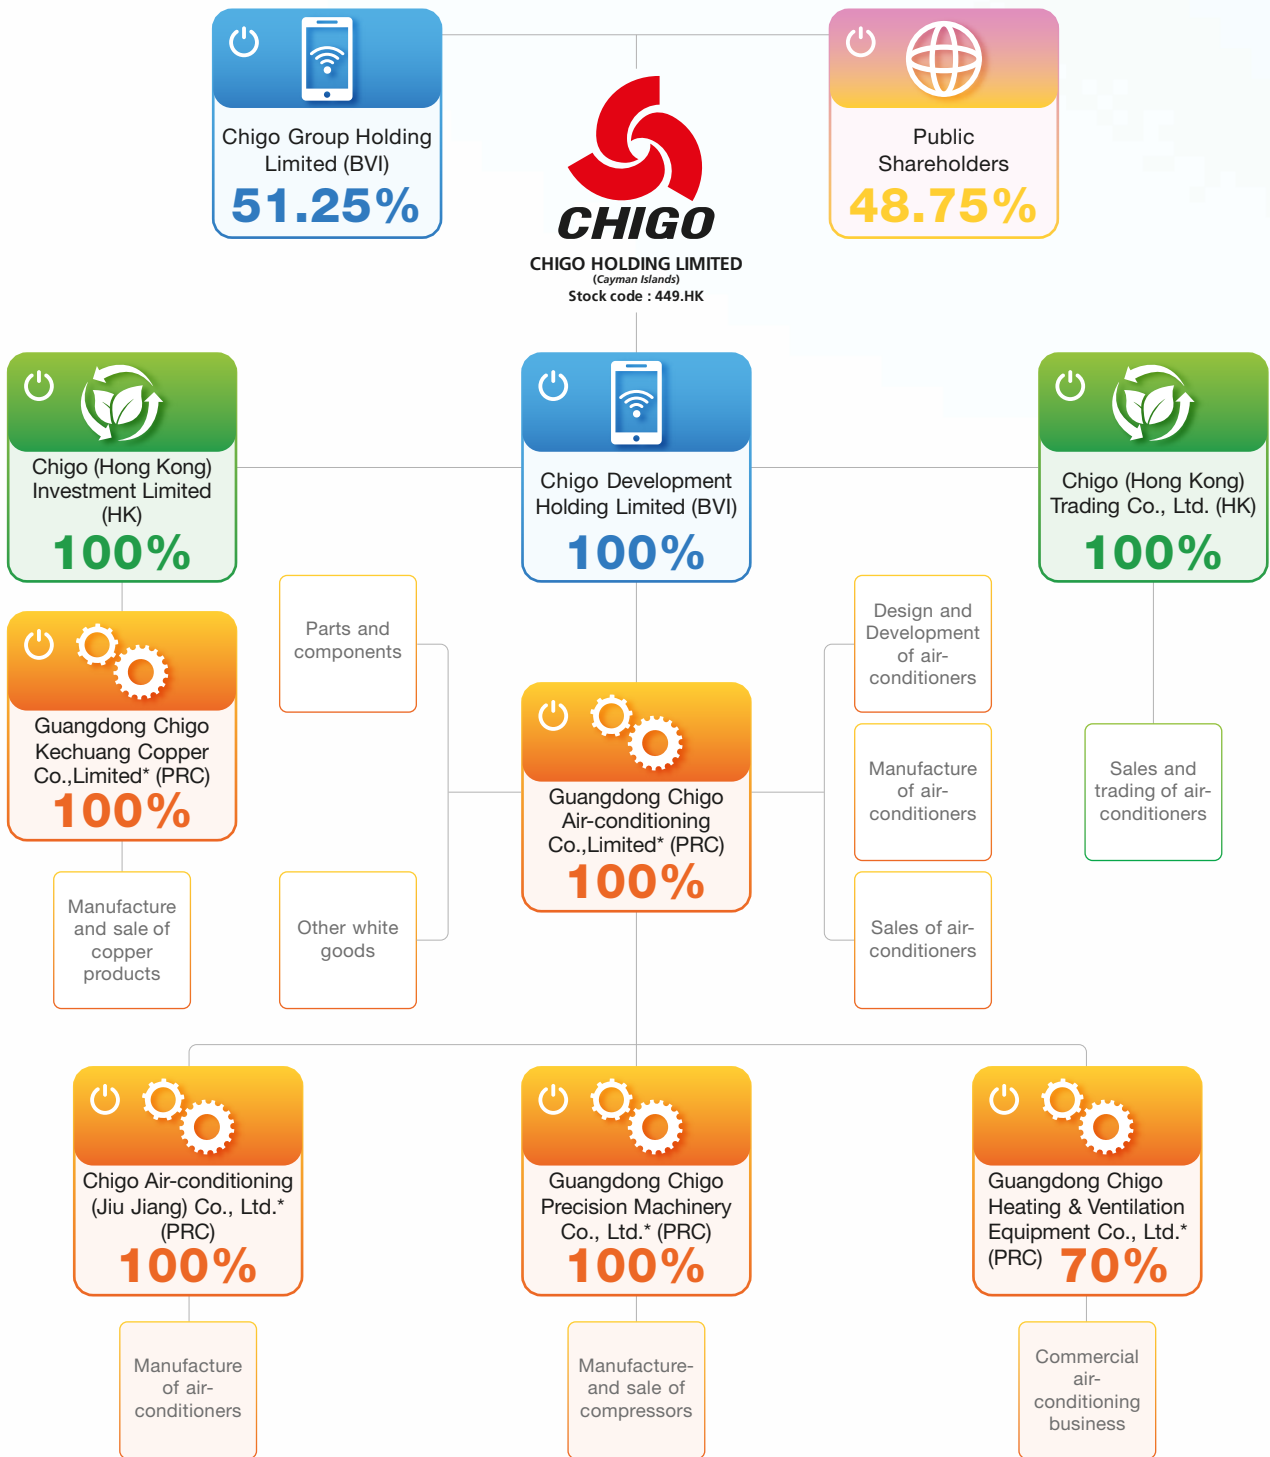 Chigo Group Holding
Limited (BVI)
51.25%
CHIGO
CHIGO HOLDING LIMITED
(Cayman Islands)
Stock code : 449.HK
Public
Shareholders
48.75%
Chigo (Hong Kong)
Investment Limited
(HK)
100%
Chigo Development
Holding Limited (BVI)
100%
Chigo (Hong Kong)
Trading Co., Ltd. (HK)
100%
Guangdong Chigo
Kechuang Copper
Co.,Limited* (PRC)
100%
Manufacture
and sale of
copper
products
Parts and
components
Other white
goods
Guangdong Chigo
Air-conditioning
Co.,Limited* (PRC)
100%
Design and
Development
of air-
conditioners
Manufacture
of air-
conditioners
Sales of air-
conditioners
Sales and
trading of air-
conditioners
Chigo Air-conditioning
(Jiu Jiang) Co., Ltd.*
(PRC)
100%
Guangdong Chigo
Precision Machinery
Co., Ltd.* (PRC)
100%
Guangdong Chigo
Heating & Ventilation
Equipment Co., Ltd.*
(PRC) 70%
Manufacture
of air-
conditioners
Manufacture-
and sale of
compressors
Commercial
air-
conditioning
business